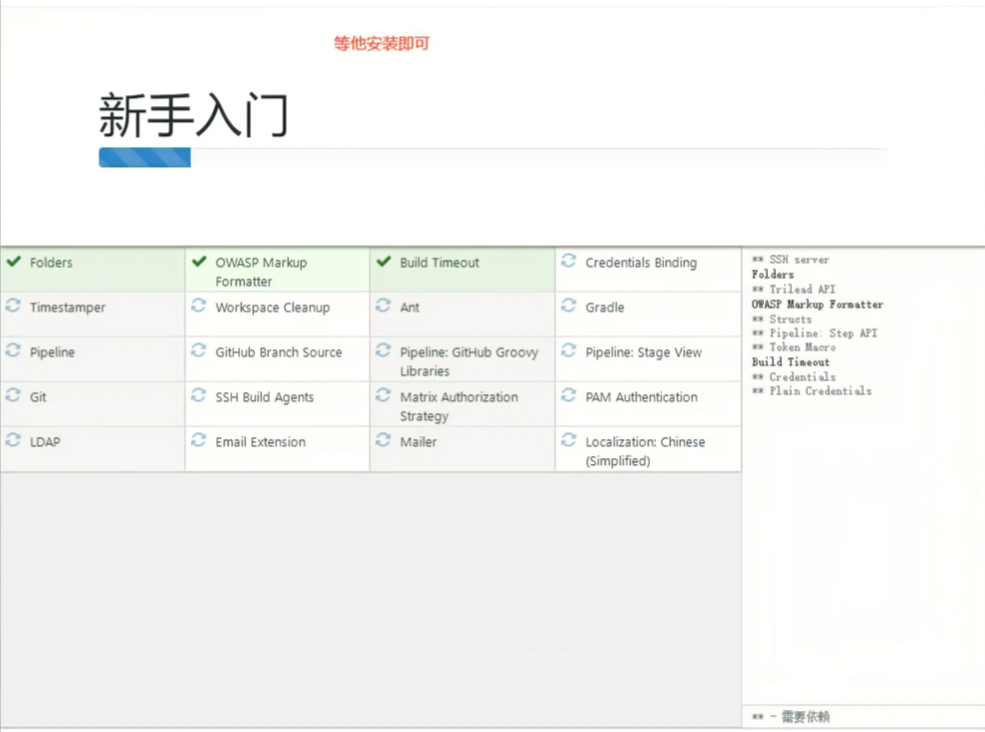 等他安装即可
新手入门
Folders
OWASP Markup
Formatter
Build Timeout
Credentials Binding
Timestamper
Workspace Cleanup
Ant
Gradle
Pipeline
GitHub Branch Source
Pipeline: GitHub Groovy
Libraries
Pipeline: Stage View
Git
SSH Build Agents
Matrix Authorization
Strategy
PAM Authentication
LDAP
Email Extension
Mailer
Localization: Chinese
(Simplified)
** SSH server
Folders
** Trilead API
OWASP Markup Formatter
** Structs
** Pipeline: Step API
** Token Macro
Build Timeout
** Credentials
** Plain Credentials
** - 需要依赖